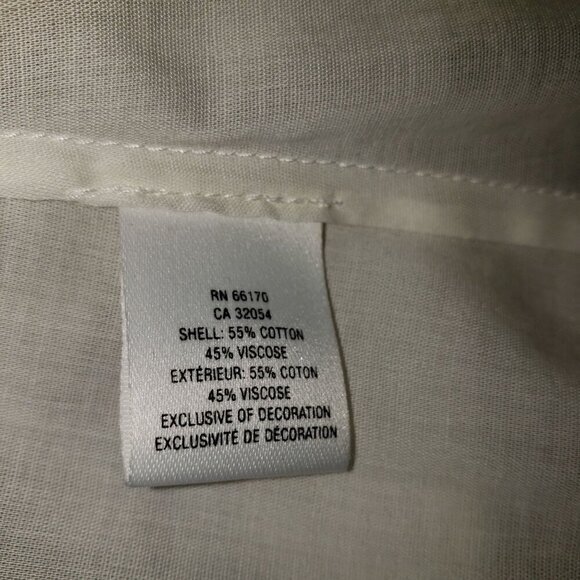 RN 66170
CA 32054
SHELL: 55% COTTON
45% VISCOSE
EXTÉRIEUR: 55% COTON
45% VISCOSE
EXCLUSIVE OF DECORATION
EXCLUSIVITÉ DE DÉCORATION